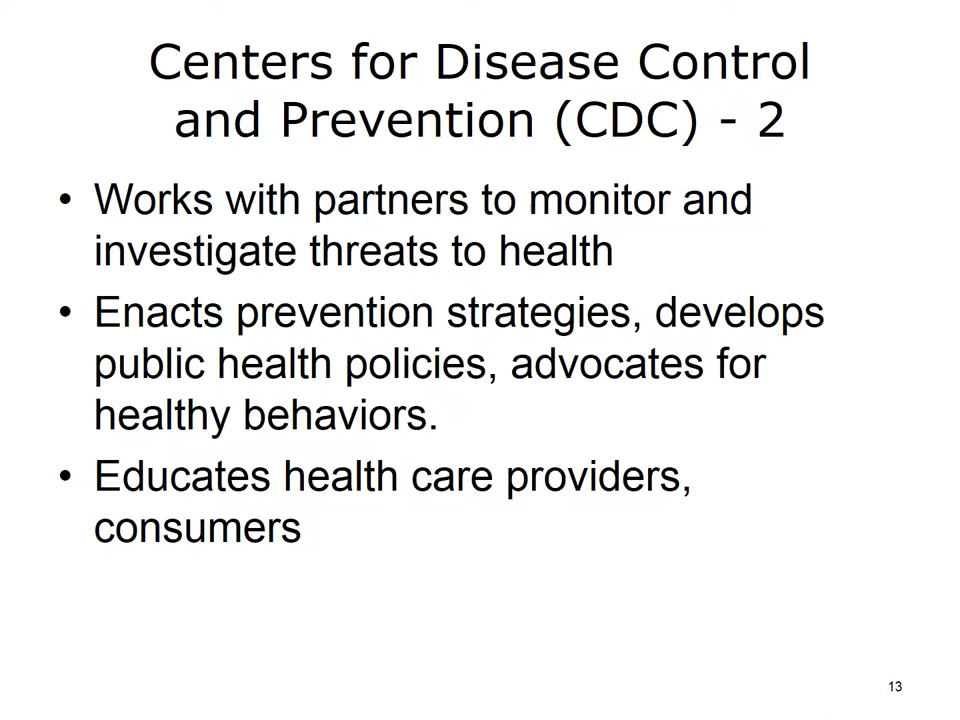 Centers for Disease Control
and Prevention (CDC) - 2
• Works with partners to monitor and
investigate threats to health
• Enacts prevention strategies, develops
public health policies, advocates for
healthy behaviors.
• Educates health care providers,
consumers
13